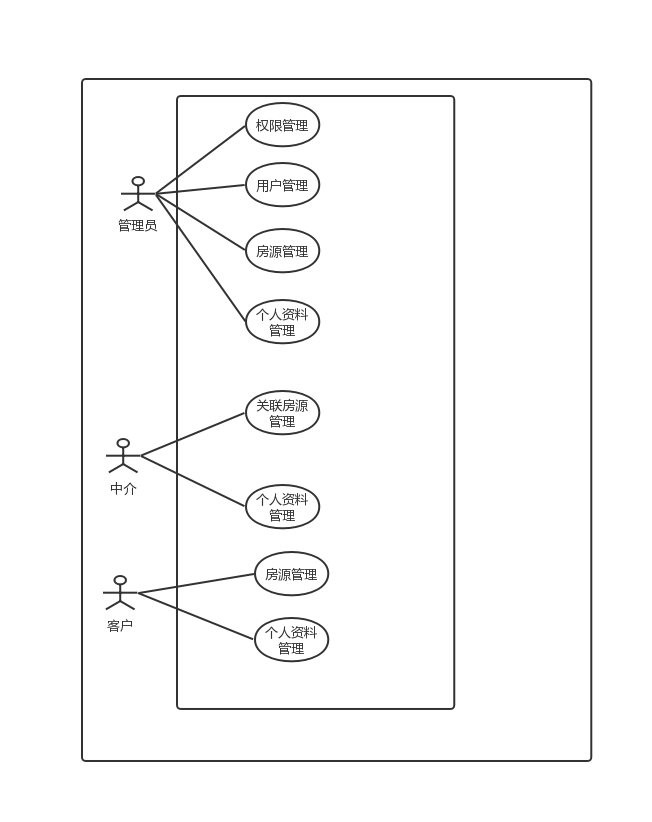 权限管理
用户管理
管理员
房源管理
个人资料
管理
关联房源
管理
中介
个人资料
管理
房源管理
客户
个人资料
管理